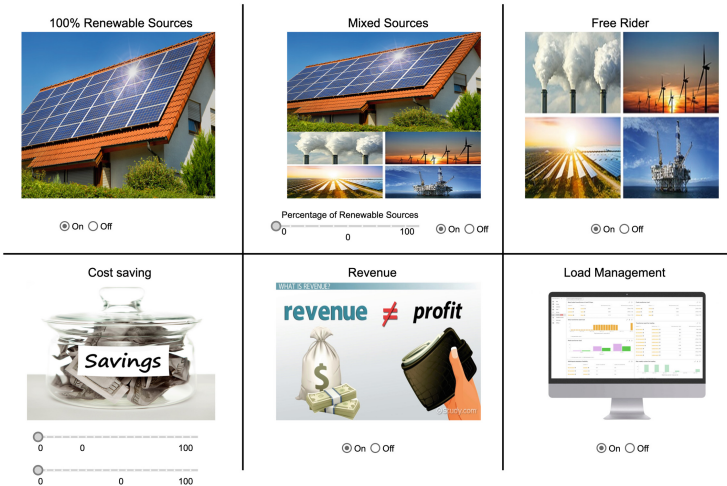 100% Renewable Sources
Mixed Sources
Free Rider
On Off
Percentage of Renewable Sources
0 100
0
On Off
On Off
Cost saving
Revenue
Load Management
Savings
WHAT IS REVENUE?
revenue ≠ profit
$
Study.com
0 0 100
0 0 100
On Off
On Off